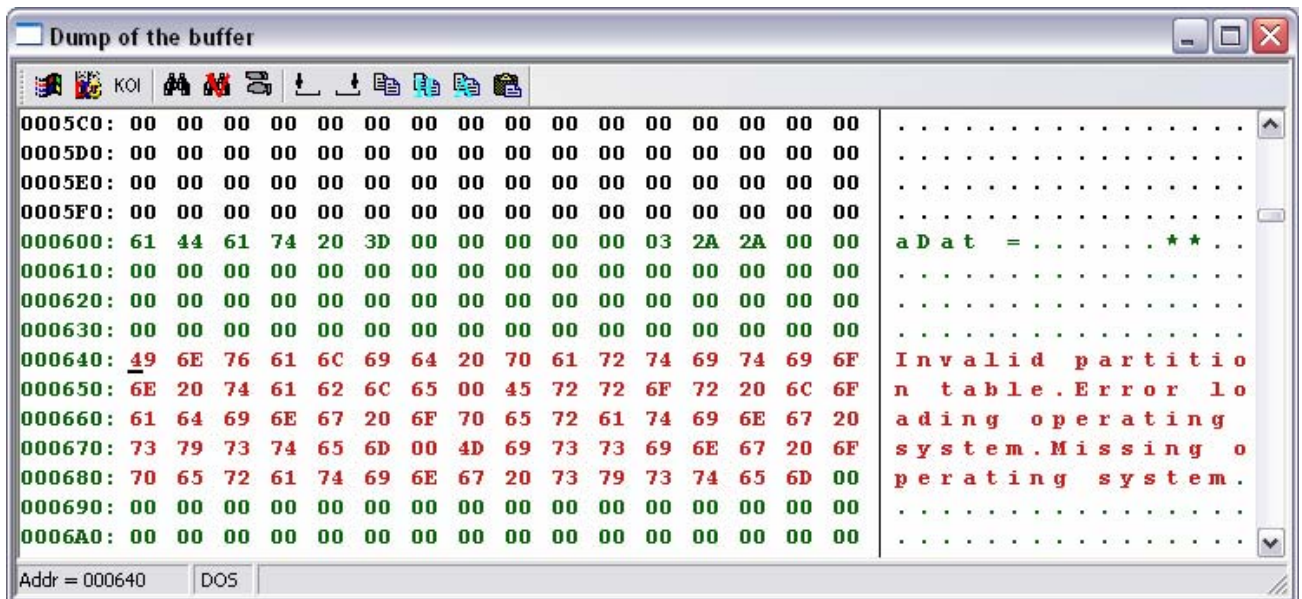 Dump of the buffer
KOI
0005C0: 00 00 00 00 00 00 00 00 00 00 00 00 00 00 00 00 ................
0005D0: 00 00 00 00 00 00 00 00 00 00 00 00 00 00 00 00 ................
0005E0: 00 00 00 00 00 00 00 00 00 00 00 00 00 00 00 00 ................
0005F0: 00 00 00 00 00 00 00 00 00 00 00 00 00 00 00 00 ................
000600: 61 44 61 74 20 3D 00 00 00 00 00 03 2A 2A 00 00 aDat =......**..
000610: 00 00 00 00 00 00 00 00 00 00 00 00 00 00 00 00 ................
000620: 00 00 00 00 00 00 00 00 00 00 00 00 00 00 00 00 ................
000630: 00 00 00 00 00 00 00 00 00 00 00 00 00 00 00 00 ................
000640: 49 6E 76 61 6C 69 64 20 70 61 72 74 69 74 69 6F Invalid partitio
000650: 6E 20 74 61 62 6C 65 00 45 72 72 6F 72 20 6C 6F n table.Error lo
000660: 61 64 69 6E 67 20 6F 70 65 72 61 74 69 6E 67 20 ading operating
000670: 73 79 73 74 65 6D 00 4D 69 73 73 69 6E 67 20 6F system.Missing o
000680: 70 65 72 61 74 69 6E 67 20 73 79 73 74 65 6D 00 perating system.
000690: 00 00 00 00 00 00 00 00 00 00 00 00 00 00 00 00 ................
0006A0: 00 00 00 00 00 00 00 00 00 00 00 00 00 00 00 00 ................
Addr = 000640 DOS